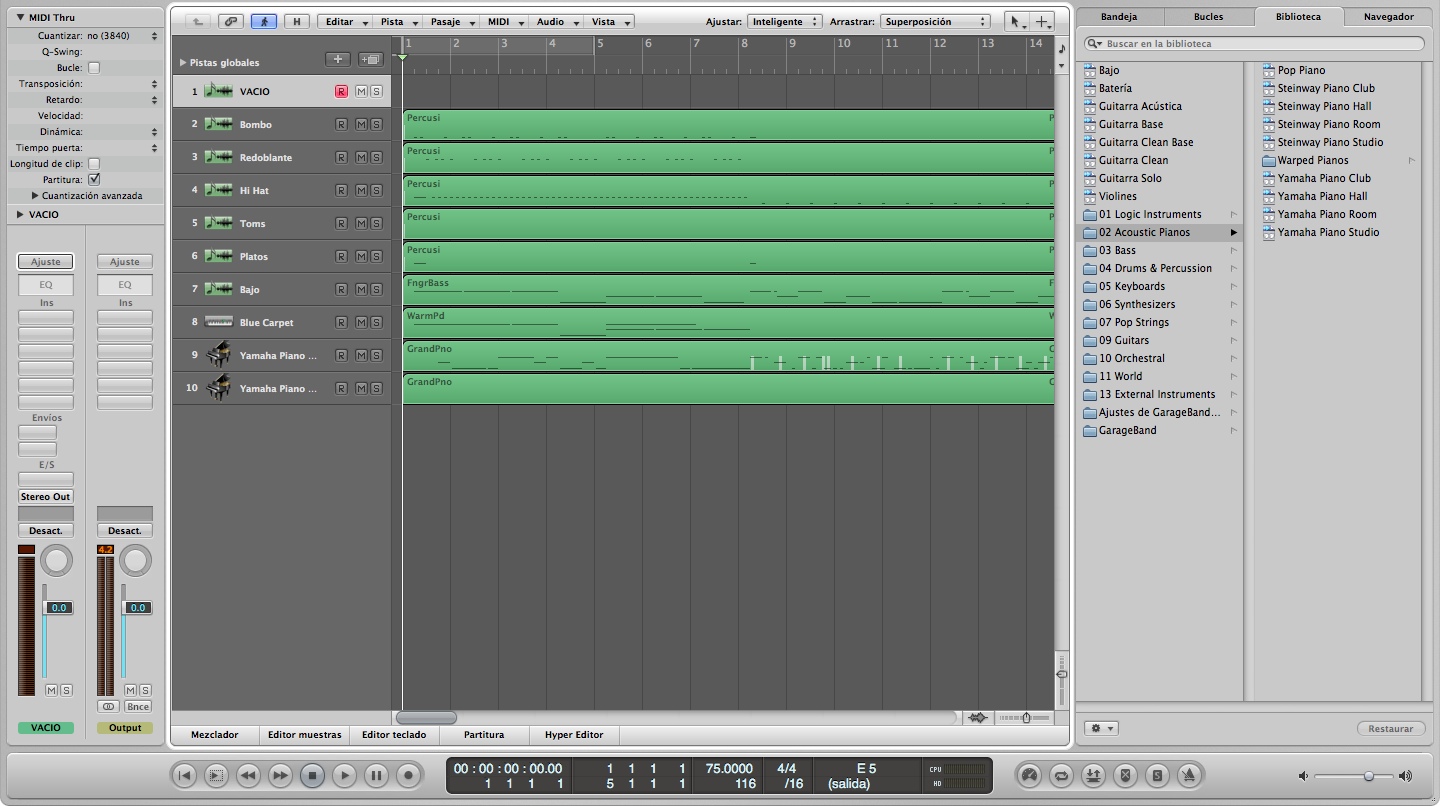 MIDI Thru
Cuantizar: no (3840)
Q-Swing:
Bucle:
Transposición:
Retardo:
Velocidad:
Dinámica:
Tiempo puerta:
Longitud de clip:
Partitura:
Cuantización avanzada
VACIO
Ajuste Ajuste
EQ EQ
Ins Ins
Envíos
E/S
Stereo Out
Desact. Desact.
4.2
0.0 0.0
M S M S
Bnce
VACIO Output
H Editar Pista Pasaje MIDI Audio Vista Ajustar: Inteligente Arrastrar: Superposición
1 2 3 4 5 6 7 8 9 10 11 12 13 14
Pistas globales
1 VACIO R M S
2 Bombo R M S
Percusi P
3 Redoblante R M S
Percusi P
4 Hi Hat R M S
Percusi P
5 Toms R M S
Percusi P
6 Platos R M S
Percusi P
7 Bajo R M S
FngrBass F
8 Blue Carpet R M S
WarmPd
9 Yamaha Piano ... R M S
GrandPno
10 Yamaha Piano ... R M S
GrandPno
Mezclador Editor muestras Editor teclado Partitura Hyper Editor
Bandeja Bucles Biblioteca Navegador
Buscar en la biblioteca
Bajo
Batería
Guitarra Acústica
Guitarra Base
Guitarra Clean Base
Guitarra Clean
Guitarra Solo
Violines
01 Logic Instruments
02 Acoustic Pianos
03 Bass
04 Drums & Percussion
05 Keyboards
06 Synthesizers
07 Pop Strings
09 Guitars
10 Orchestral
11 World
13 External Instruments
Ajustes de GarageBand...
GarageBand
Pop Piano
Steinway Piano Club
Steinway Piano Hall
Steinway Piano Room
Steinway Piano Studio
Warped Pianos
Yamaha Piano Club
Yamaha Piano Hall
Yamaha Piano Room
Yamaha Piano Studio
Restaurar
00 : 00 : 00 : 00.00 1 1 1 1 75.0000 4/4 E 5 CPU
1 1 1 1 5 1 1 1 116 /16 (salida) HD
S